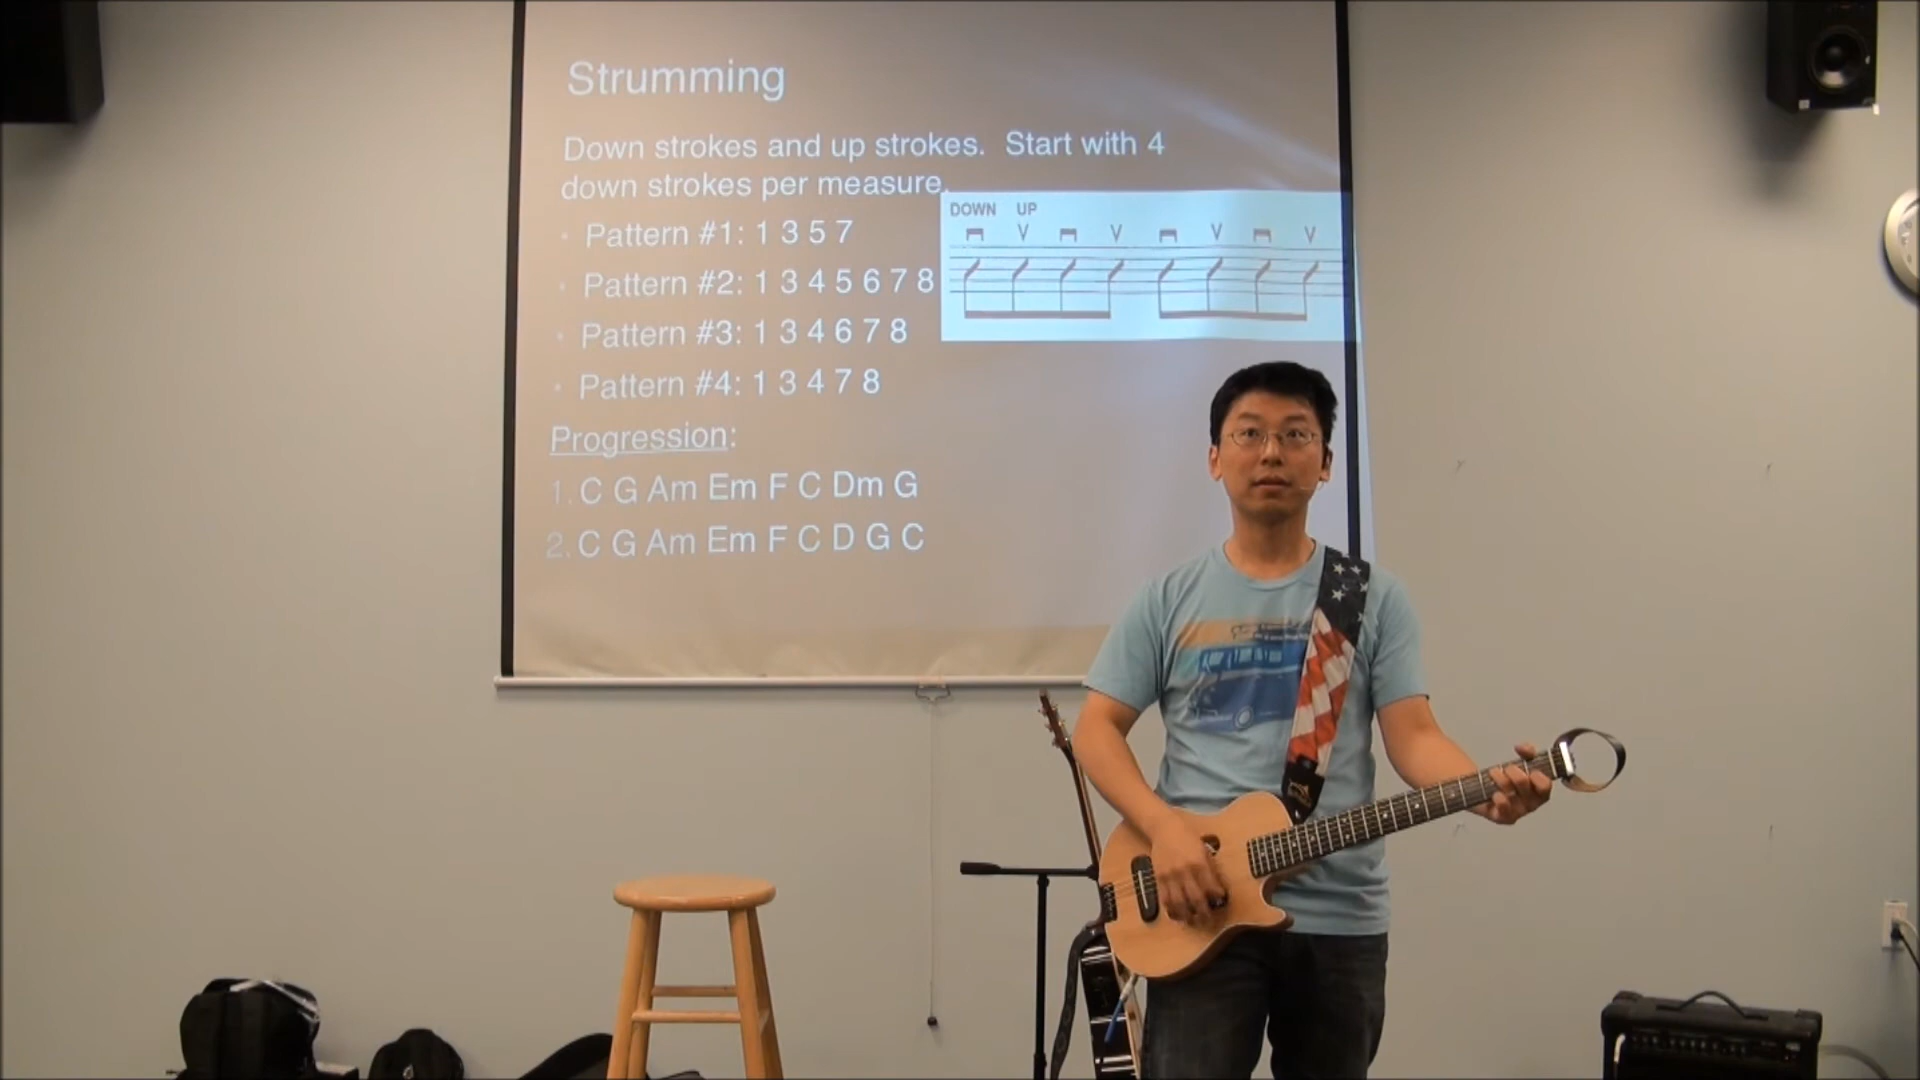 Strumming
Down strokes and up strokes. Start with 4
down strokes per measure.
DOWN UP
• Pattern #1: 1 3 5 7
• Pattern #2: 1 3 4 5 6 7 8
• Pattern #3: 1 3 4 6 7 8
• Pattern #4: 1 3 4 7 8
Progression:
1. C G Am Em F C Dm G
2. C G Am Em F C D G C